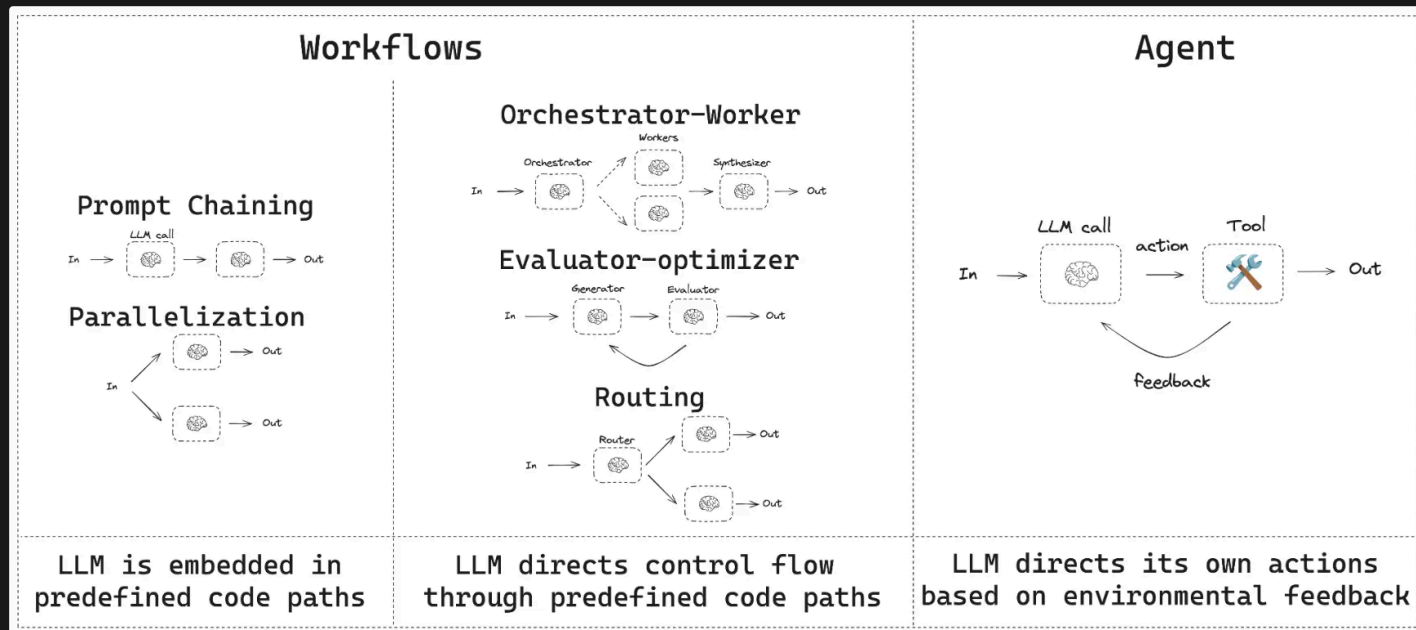 Workflows
Agent
Prompt Chaining
LLM call
In
Out
Parallelization
In
Out
Out
Orchestrator-Worker
Workers
Orchestrator
Synthesizer
In
Out
Evaluator-optimizer
Generator
Evaluator
In
Out
Routing
Router
In
Out
Out
LLM call
action
Tool
In
Out
feedback
LLM is embedded in
predefined code paths
LLM directs control flow
through predefined code paths
LLM directs its own actions
based on environmental feedback